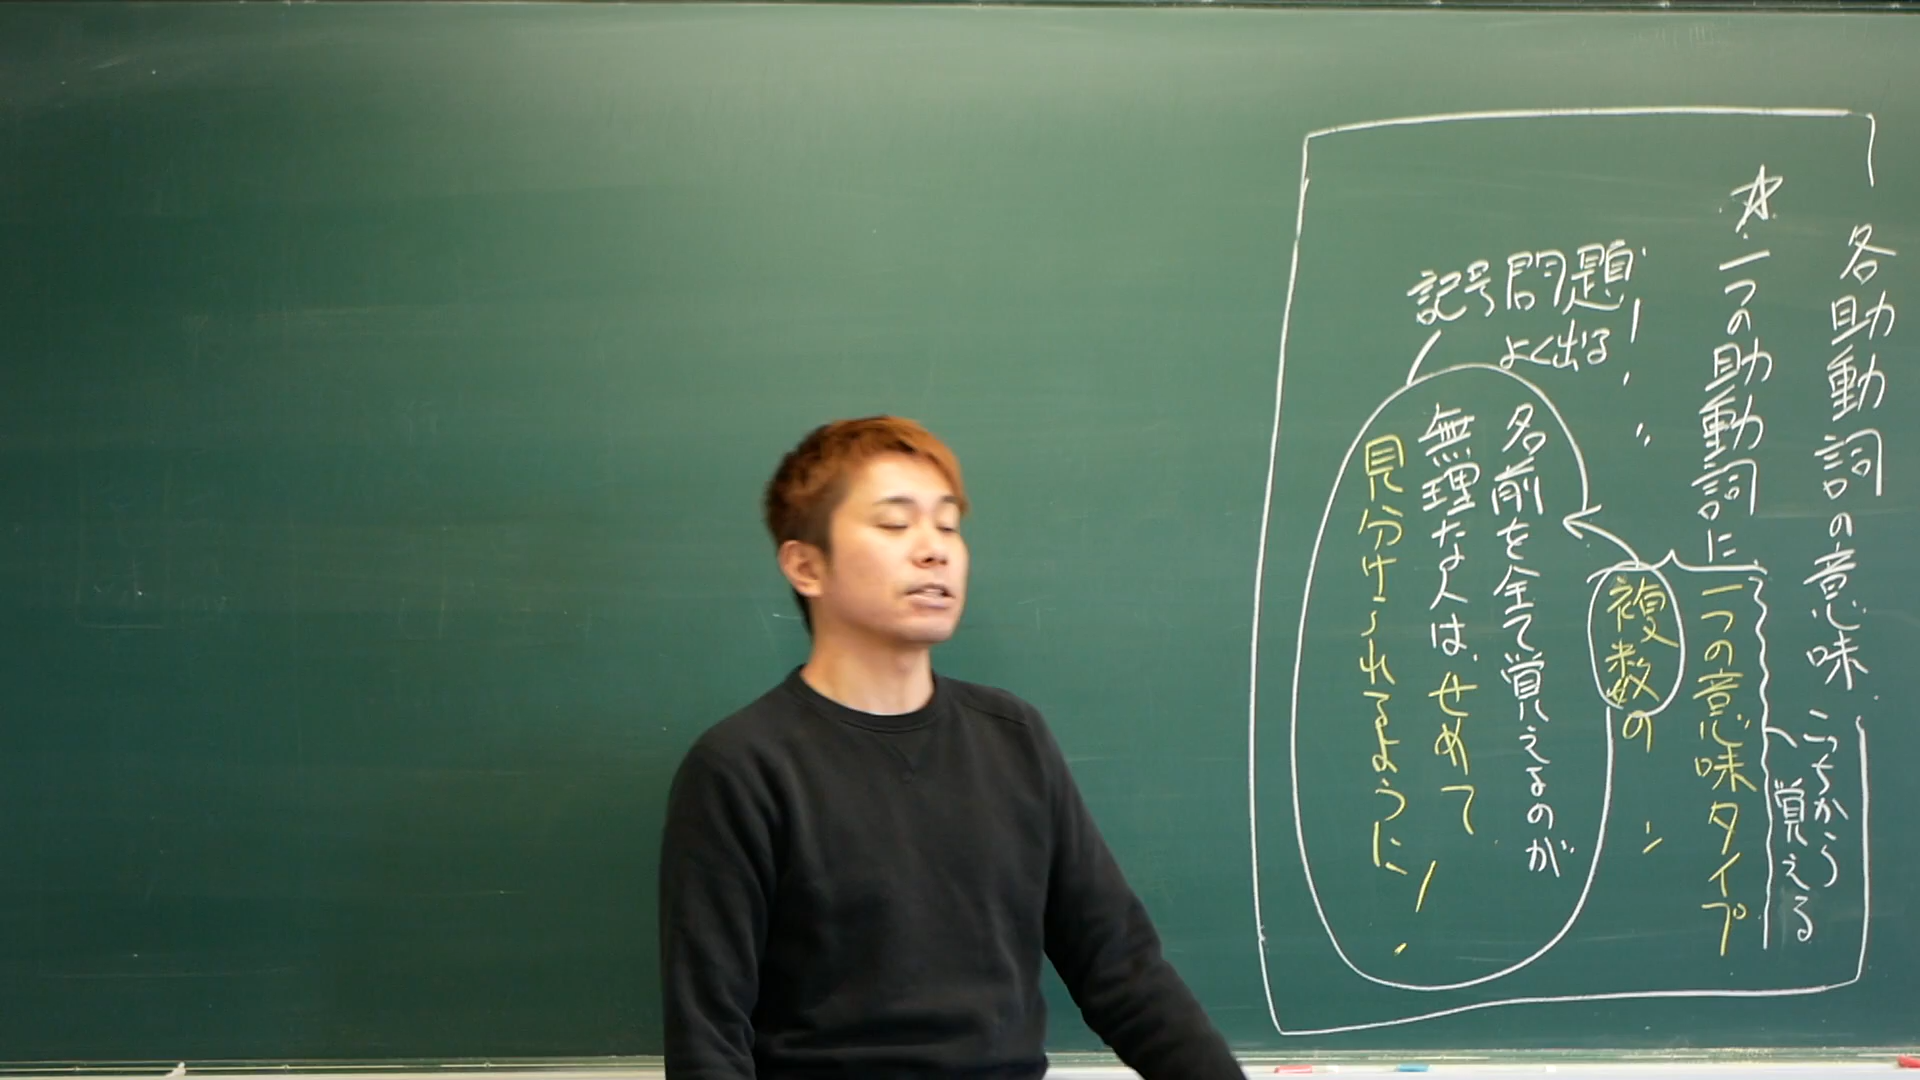 各助動詞の意味
こっちから
覚える
☆一つの助動詞に一つの意味タイプ
複数の 〃
記号問題
よく出る!
名前を全て覚えるのが
無理な人は、せめて
見分けられるように!